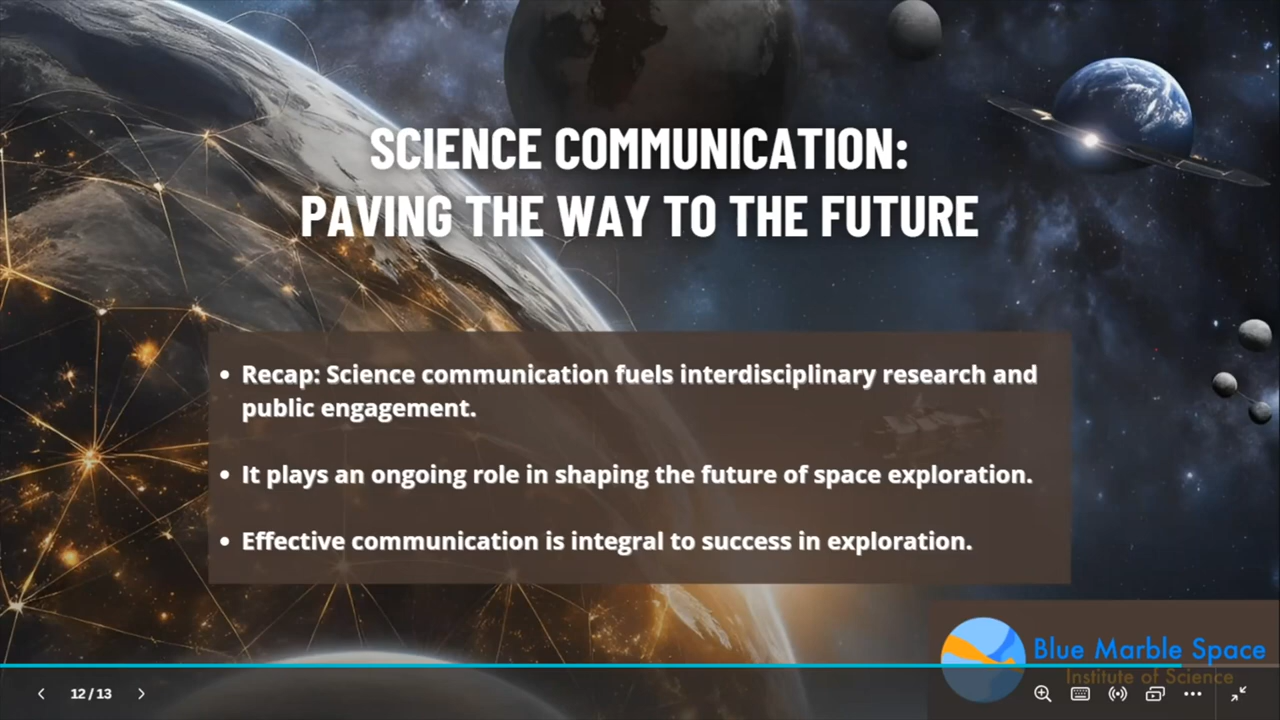 SCIENCE COMMUNICATION:
PAVING THE WAY TO THE FUTURE
• Recap: Science communication fuels interdisciplinary research and
public engagement.
• It plays an ongoing role in shaping the future of space exploration.
• Effective communication is integral to success in exploration.
Blue Marble Space
Institute of Science
12 / 13